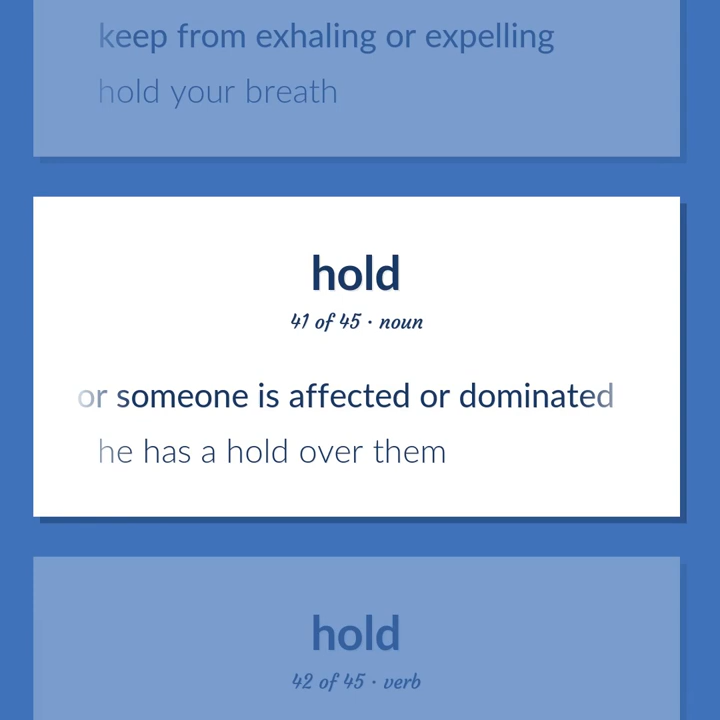 keep from exhaling or expelling
hold your breath
hold
41 of 45 · noun
or someone is affected or dominated
he has a hold over them
hold
42 of 45 · verb